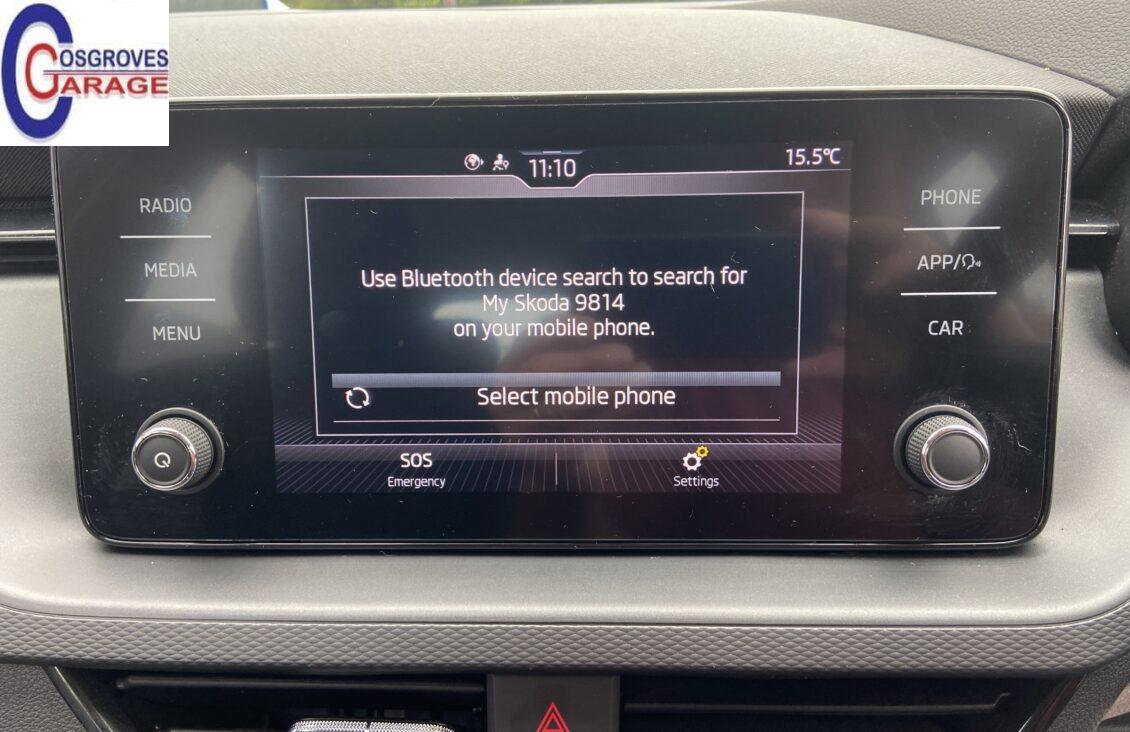 COSGROVES
GARAGE
11:10
15.5°C
RADIO
MEDIA
MENU
Use Bluetooth device search to search for
My Skoda 9814
on your mobile phone.
Select mobile phone
SOS
Emergency
Settings
PHONE
APP/
CAR